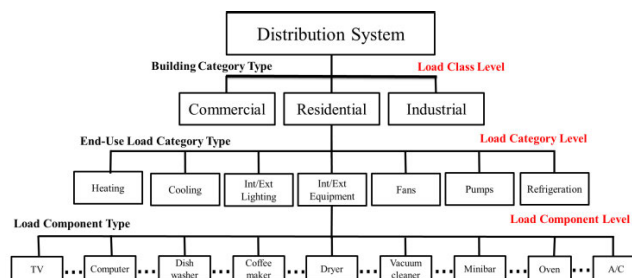 Distribution System
Building Category Type
Load Class Level
Commercial
Residential
Industrial
End-Use Load Category Type
Load Category Level
Heating
Cooling
Int/Ext
Lighting
Int/Ext
Equipment
Fans
Pumps
Refrigeration
Load Component Type
Load Component Level
TV
...
Computer
...
Dish
washer
...
Coffee
maker
...
Dryer
...
Vacuum
cleaner
...
Minibar
...
Oven
...
A/C